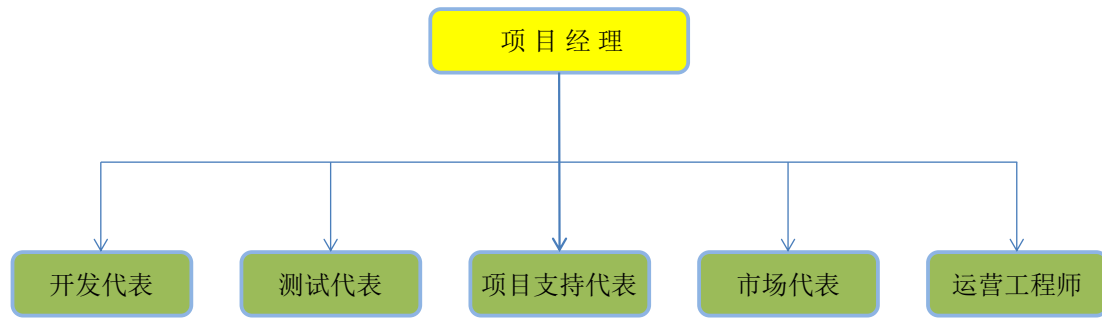 项目经理
开发代表
测试代表
项目支持代表
市场代表
运营工程师